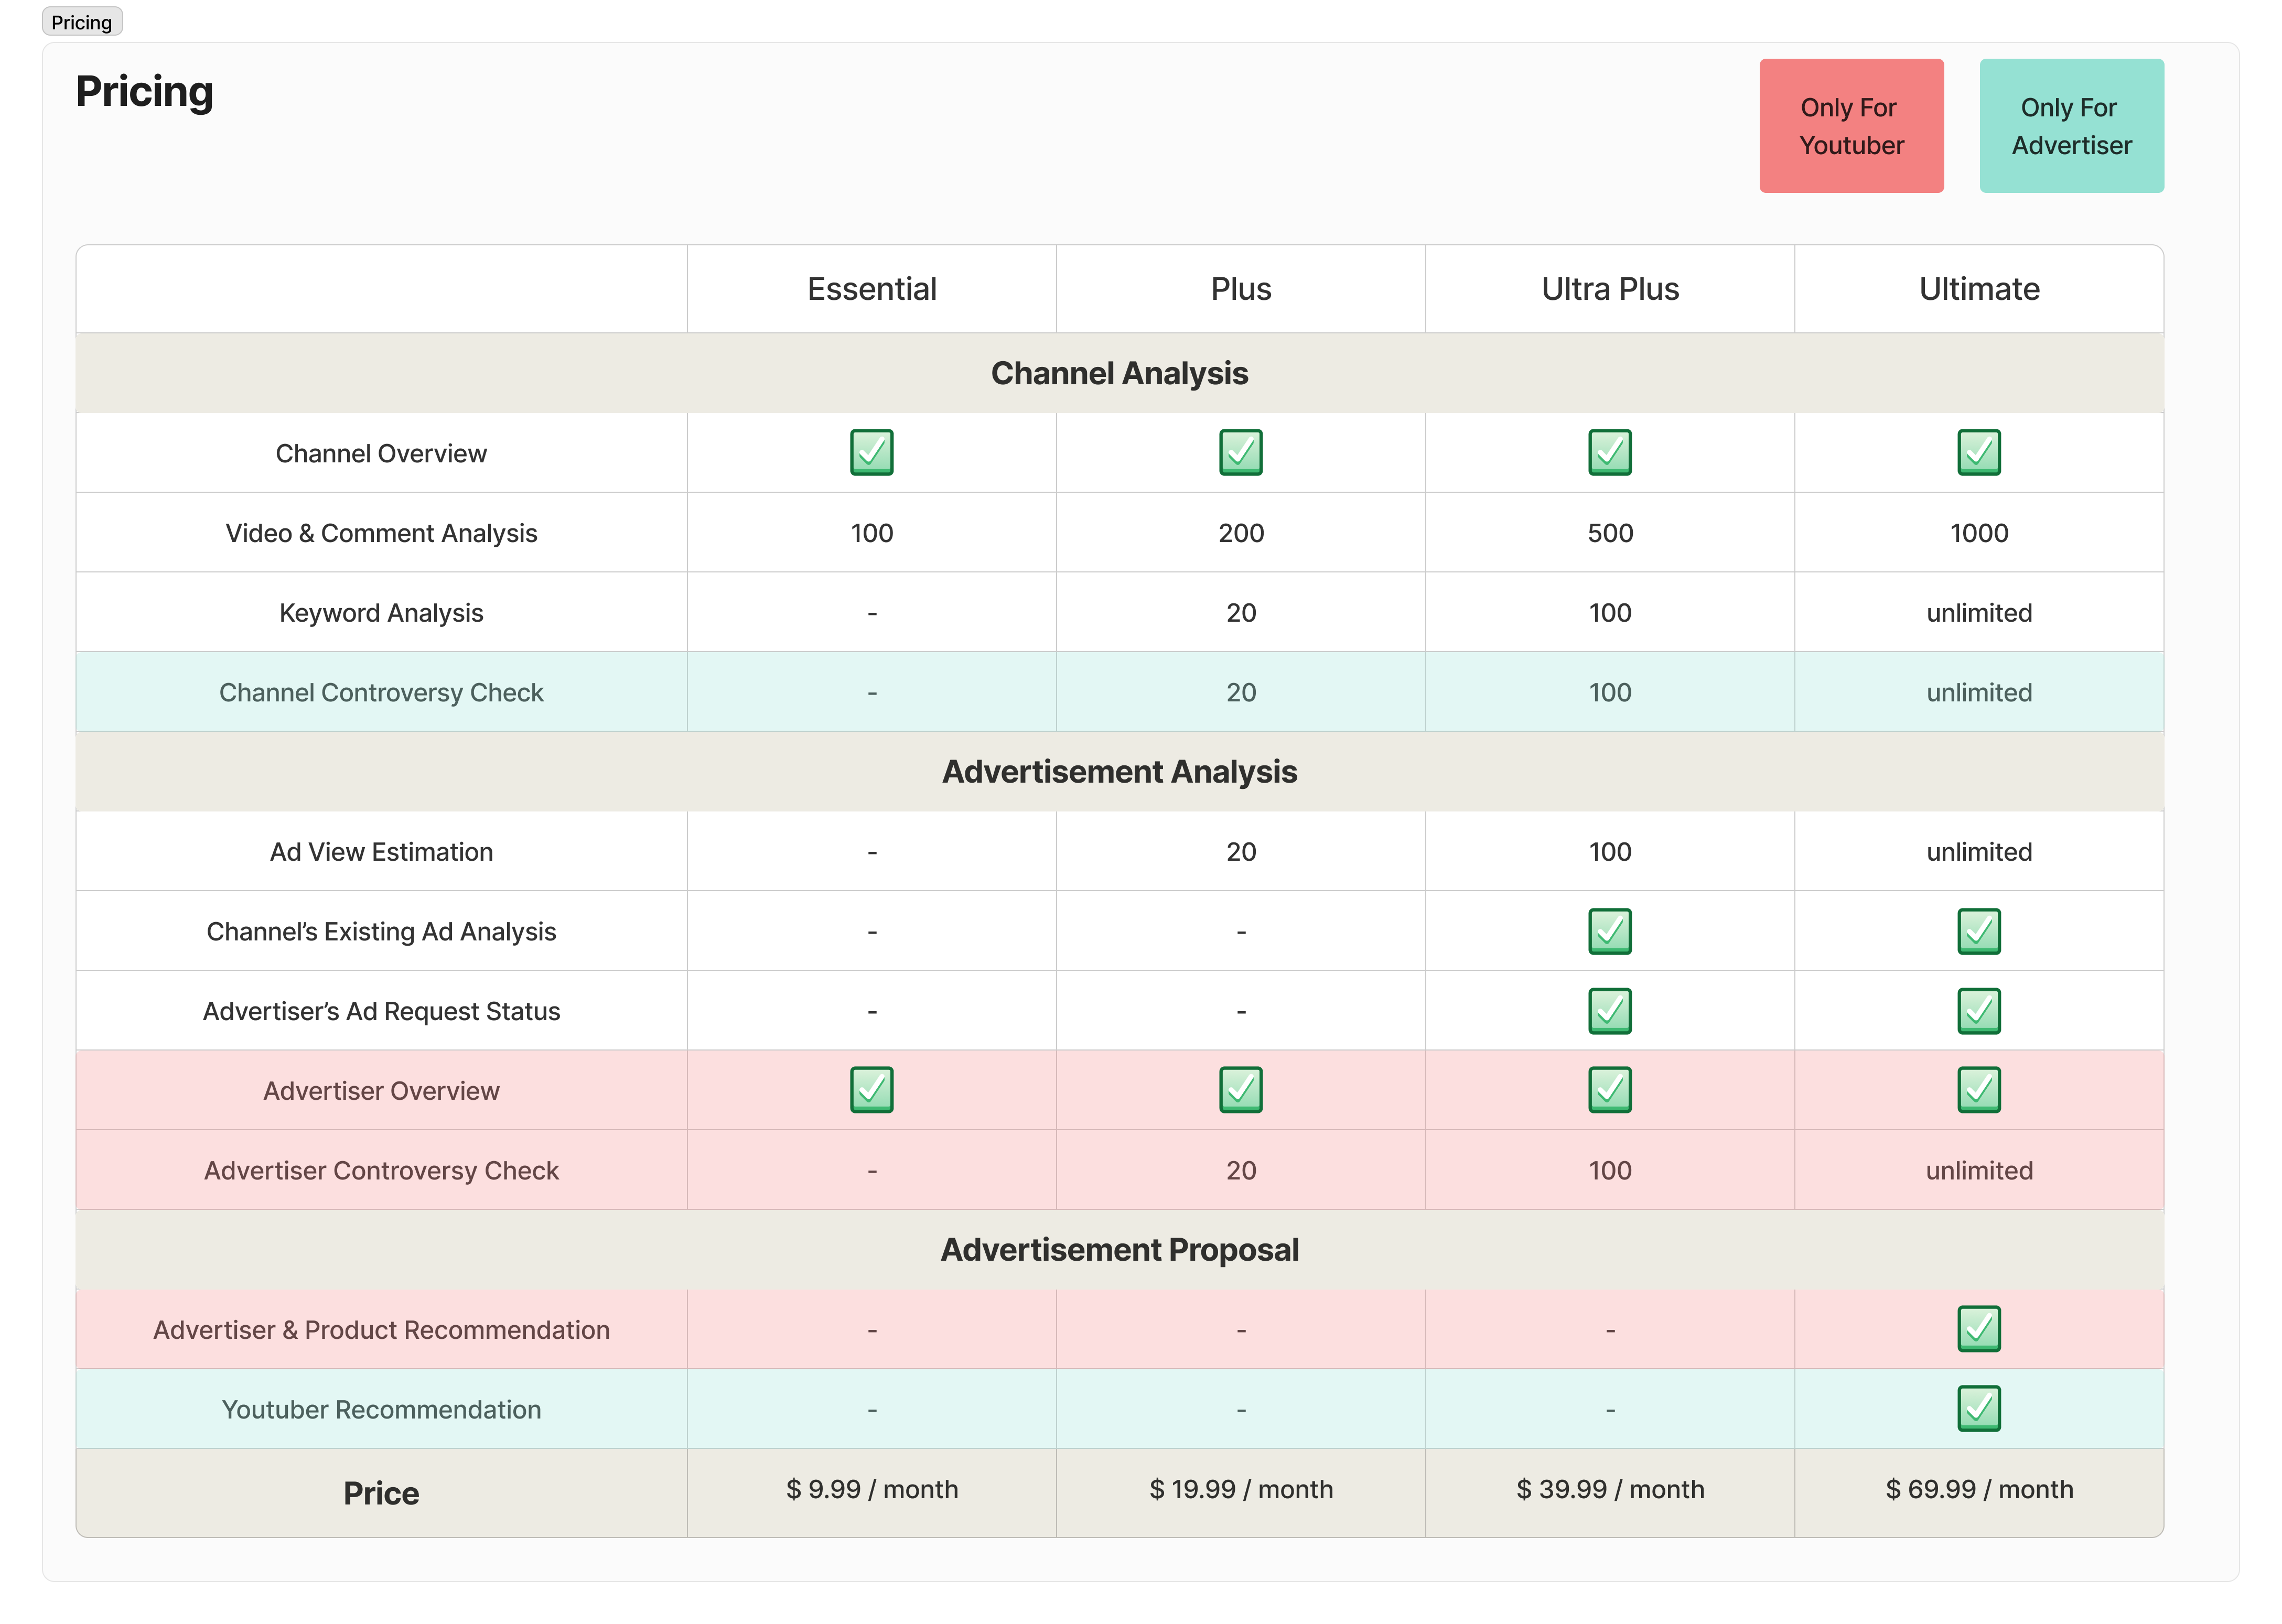 Pricing
Pricing
Only For
Youtuber
Only For
Advertiser
Essential Plus Ultra Plus Ultimate
Channel Analysis
Channel Overview ✅ ✅ ✅ ✅
Video & Comment Analysis 100 200 500 1000
Keyword Analysis - 20 100 unlimited
Channel Controversy Check - 20 100 unlimited
Advertisement Analysis
Ad View Estimation - 20 100 unlimited
Channel’s Existing Ad Analysis - - ✅ ✅
Advertiser’s Ad Request Status - - ✅ ✅
Advertiser Overview ✅ ✅ ✅ ✅
Advertiser Controversy Check - 20 100 unlimited
Advertisement Proposal
Advertiser & Product Recommendation - - - ✅
Youtuber Recommendation - - - ✅
Price $ 9.99 / month $ 19.99 / month $ 39.99 / month $ 69.99 / month